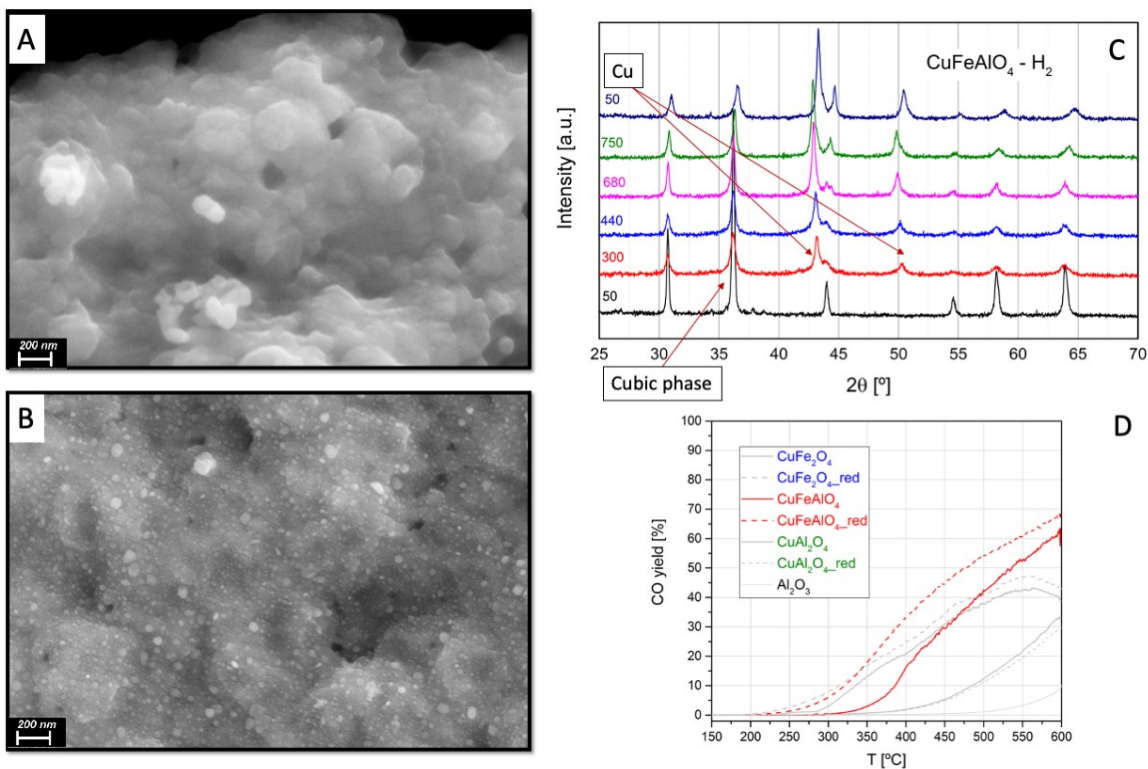 A
200 nm
B
200 nm
C
CuFeAlO₄ - H₂
Cu
Intensity [a.u.]
50
750
680
440
300
50
25 30 35 40 45 50 55 60 65 70
Cubic phase
2θ [º]
D
CO yield [%]
100
90
80
70
60
50
40
30
20
10
0
CuFe₂O₄
CuFe₂O₄_red
CuFeAlO₄
CuFeAlO₄_red
CuAl₂O₄
CuAl₂O₄_red
Al₂O₃
150 200 250 300 350 400 450 500 550 600
T [ºC]